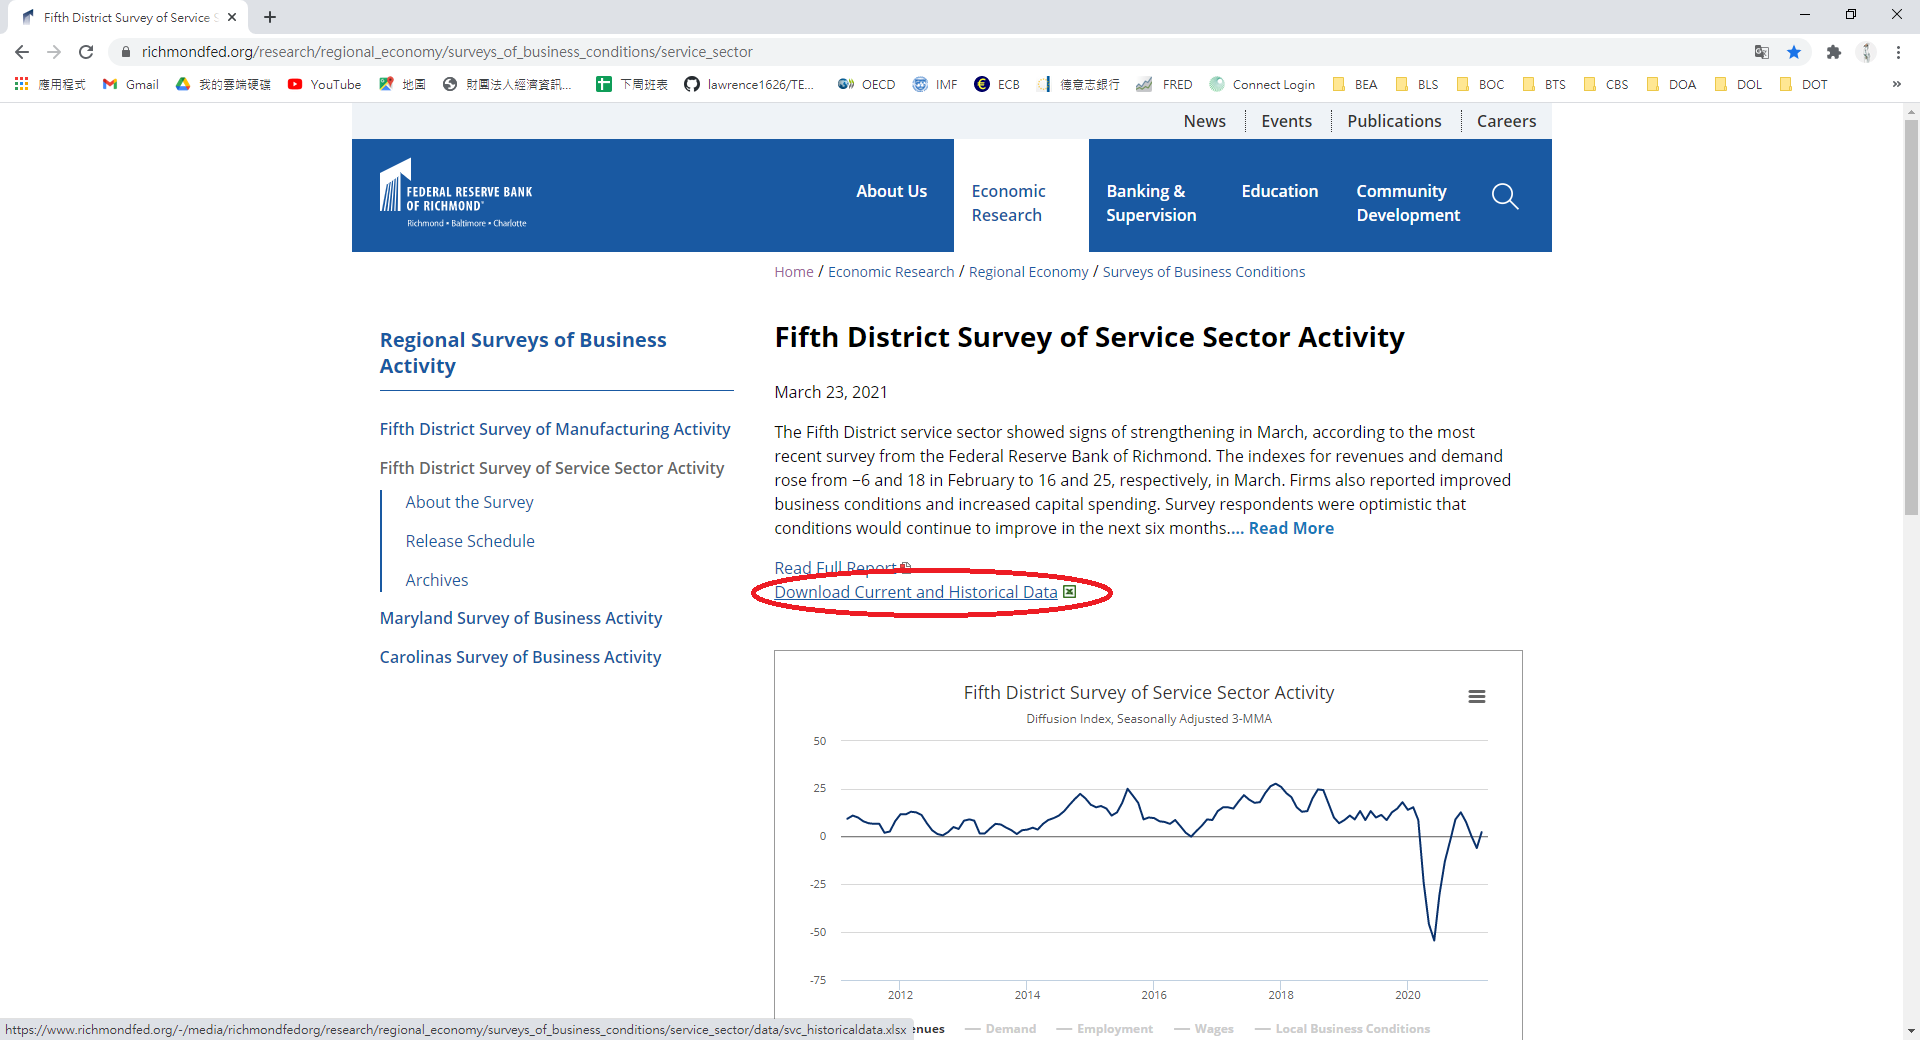 Fifth District Survey of Service S
richmondfed.org/research/regional_economy/surveys_of_business_conditions/service_sector
應用程式 Gmail 我的雲端硬碟 YouTube 地圖 財團法人經濟資訊... 下周班表 lawrence1626/TE... OECD IMF ECB 德意志銀行 FRED Connect Login BEA BLS BOC BTS CBS DOA DOL DOT »
News Events Publications Careers
FEDERAL RESERVE BANK
OF RICHMOND®
Richmond • Baltimore • Charlotte
About Us
Economic
Research
Banking &
Supervision
Education
Community
Development
Home / Economic Research / Regional Economy / Surveys of Business Conditions
Regional Surveys of Business
Activity
Fifth District Survey of Manufacturing Activity
Fifth District Survey of Service Sector Activity
About the Survey
Release Schedule
Archives
Maryland Survey of Business Activity
Carolinas Survey of Business Activity
Fifth District Survey of Service Sector Activity
March 23, 2021
The Fifth District service sector showed signs of strengthening in March, according to the most
recent survey from the Federal Reserve Bank of Richmond. The indexes for revenues and demand
rose from −6 and 18 in February to 16 and 25, respectively, in March. Firms also reported improved
business conditions and increased capital spending. Survey respondents were optimistic that
conditions would continue to improve in the next six months.... Read More
Read Full Report
Download Current and Historical Data
Fifth District Survey of Service Sector Activity
Diffusion Index, Seasonally Adjusted 3-MMA
50
25
0
-25
-50
-75
2012 2014 2016 2018 2020
enues Demand Employment Wages Local Business Conditions
https://www.richmondfed.org/-/media/richmondfedorg/research/regional_economy/surveys_of_business_conditions/service_sector/data/svc_historicaldata.xlsx